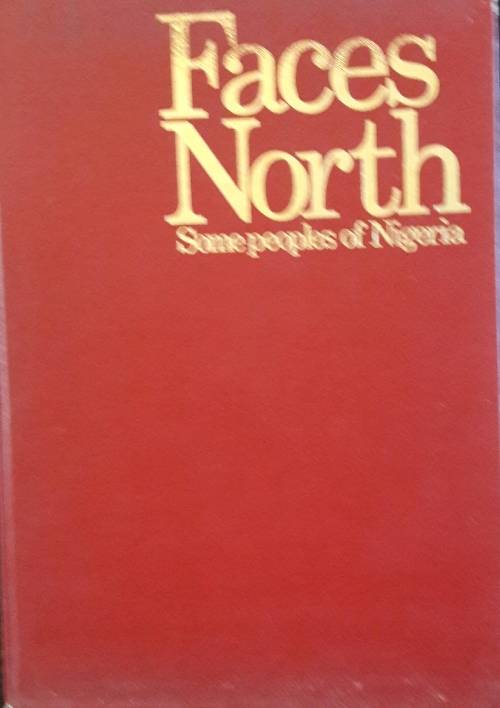 Faces
North
Some peoples of Nigeria